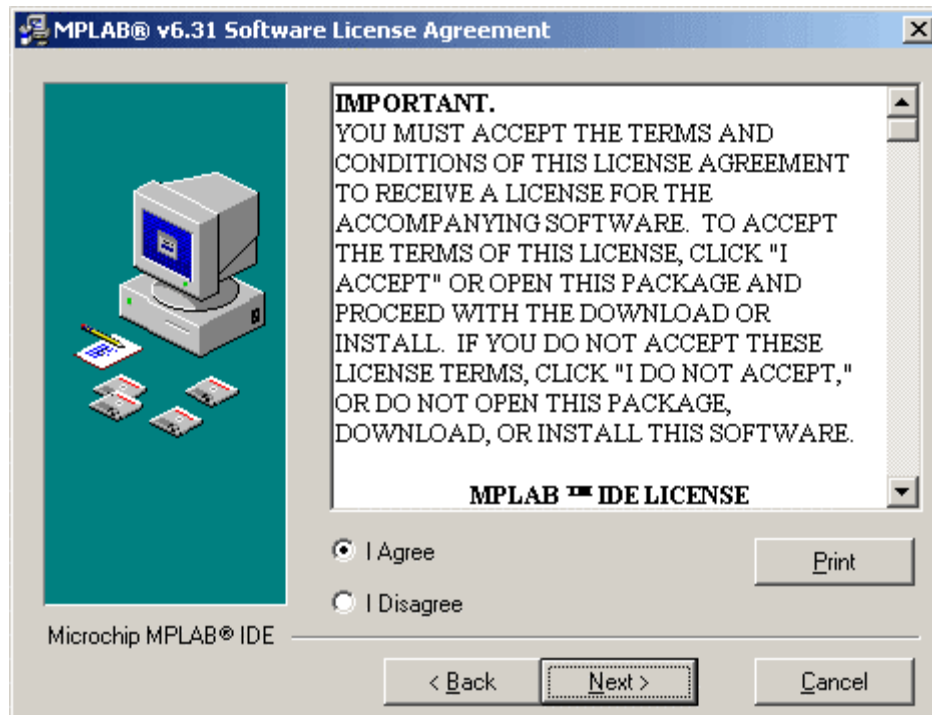 MPLAB® v6.31 Software License Agreement
IMPORTANT.
YOU MUST ACCEPT THE TERMS AND
CONDITIONS OF THIS LICENSE AGREEMENT
TO RECEIVE A LICENSE FOR THE
ACCOMPANYING SOFTWARE.  TO ACCEPT
THE TERMS OF THIS LICENSE, CLICK "I
ACCEPT" OR OPEN THIS PACKAGE AND
PROCEED WITH THE DOWNLOAD OR
INSTALL.  IF YOU DO NOT ACCEPT THESE
LICENSE TERMS, CLICK "I DO NOT ACCEPT,"
OR DO NOT OPEN THIS PACKAGE,
DOWNLOAD, OR INSTALL THIS SOFTWARE.
MPLAB ™ IDE LICENSE
I Agree
Print
I Disagree
Microchip MPLAB® IDE
< Back
Next >
Cancel